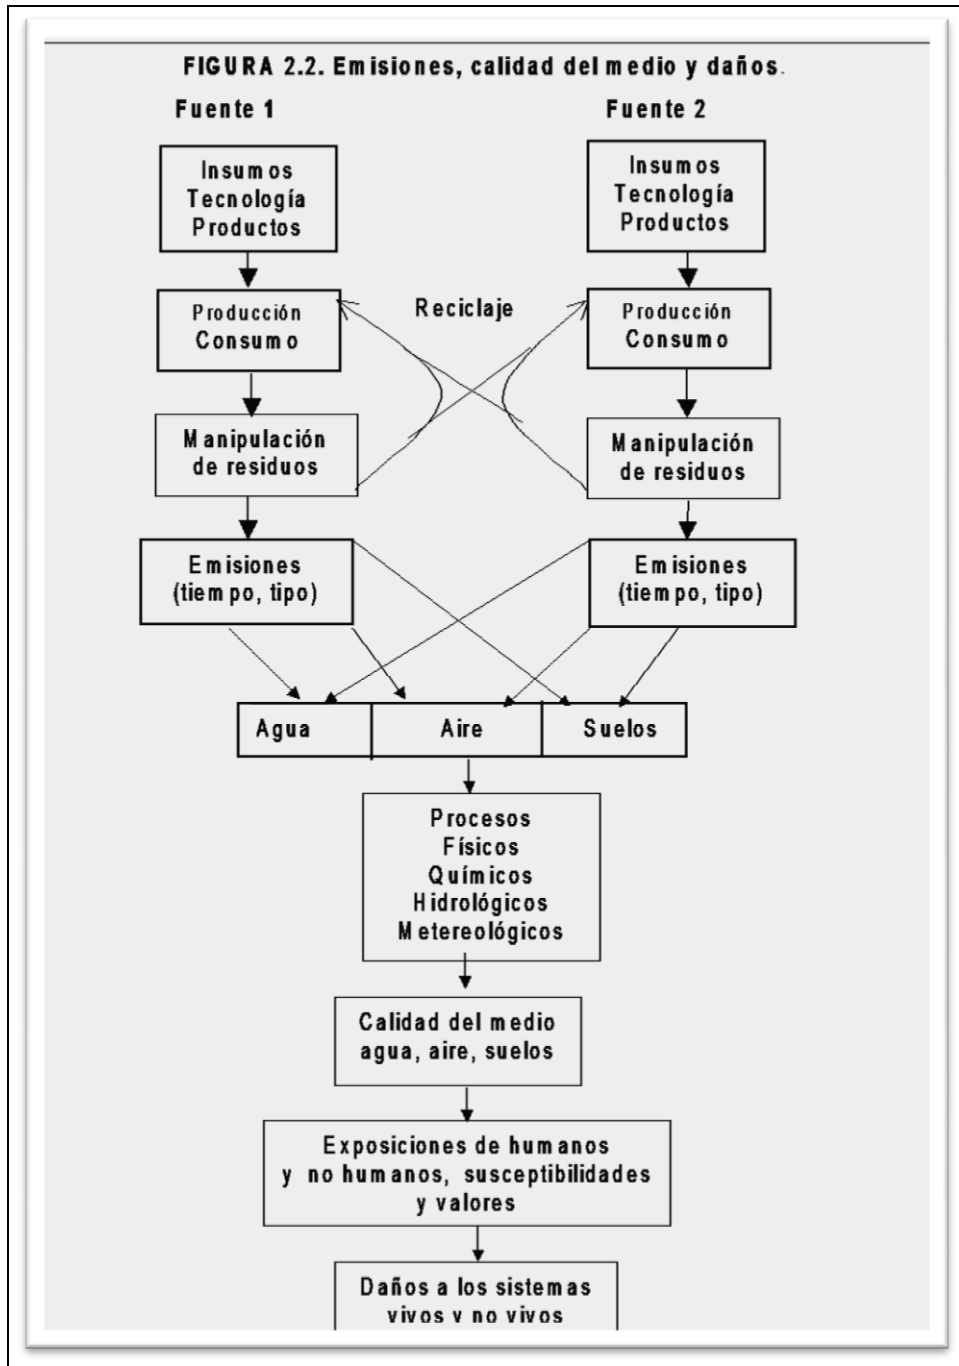 FIGURA 2.2. Emisiones, calidad del medio y daños.
Fuente 1
Fuente 2
Insumos
Tecnología
Productos
Insumos
Tecnología
Productos
Producción
Consumo
Reciclaje
Producción
Consumo
Manipulación
de residuos
Manipulación
de residuos
Emisiones
(tiempo, tipo)
Emisiones
(tiempo, tipo)
Agua
Aire
Suelos
Procesos
Físicos
Químicos
Hidrológicos
Metereológicos
Calidad del medio
agua, aire, suelos
Exposiciones de humanos
y no humanos, susceptibilidades
y valores
Daños a los sistemas
vivos y no vivos